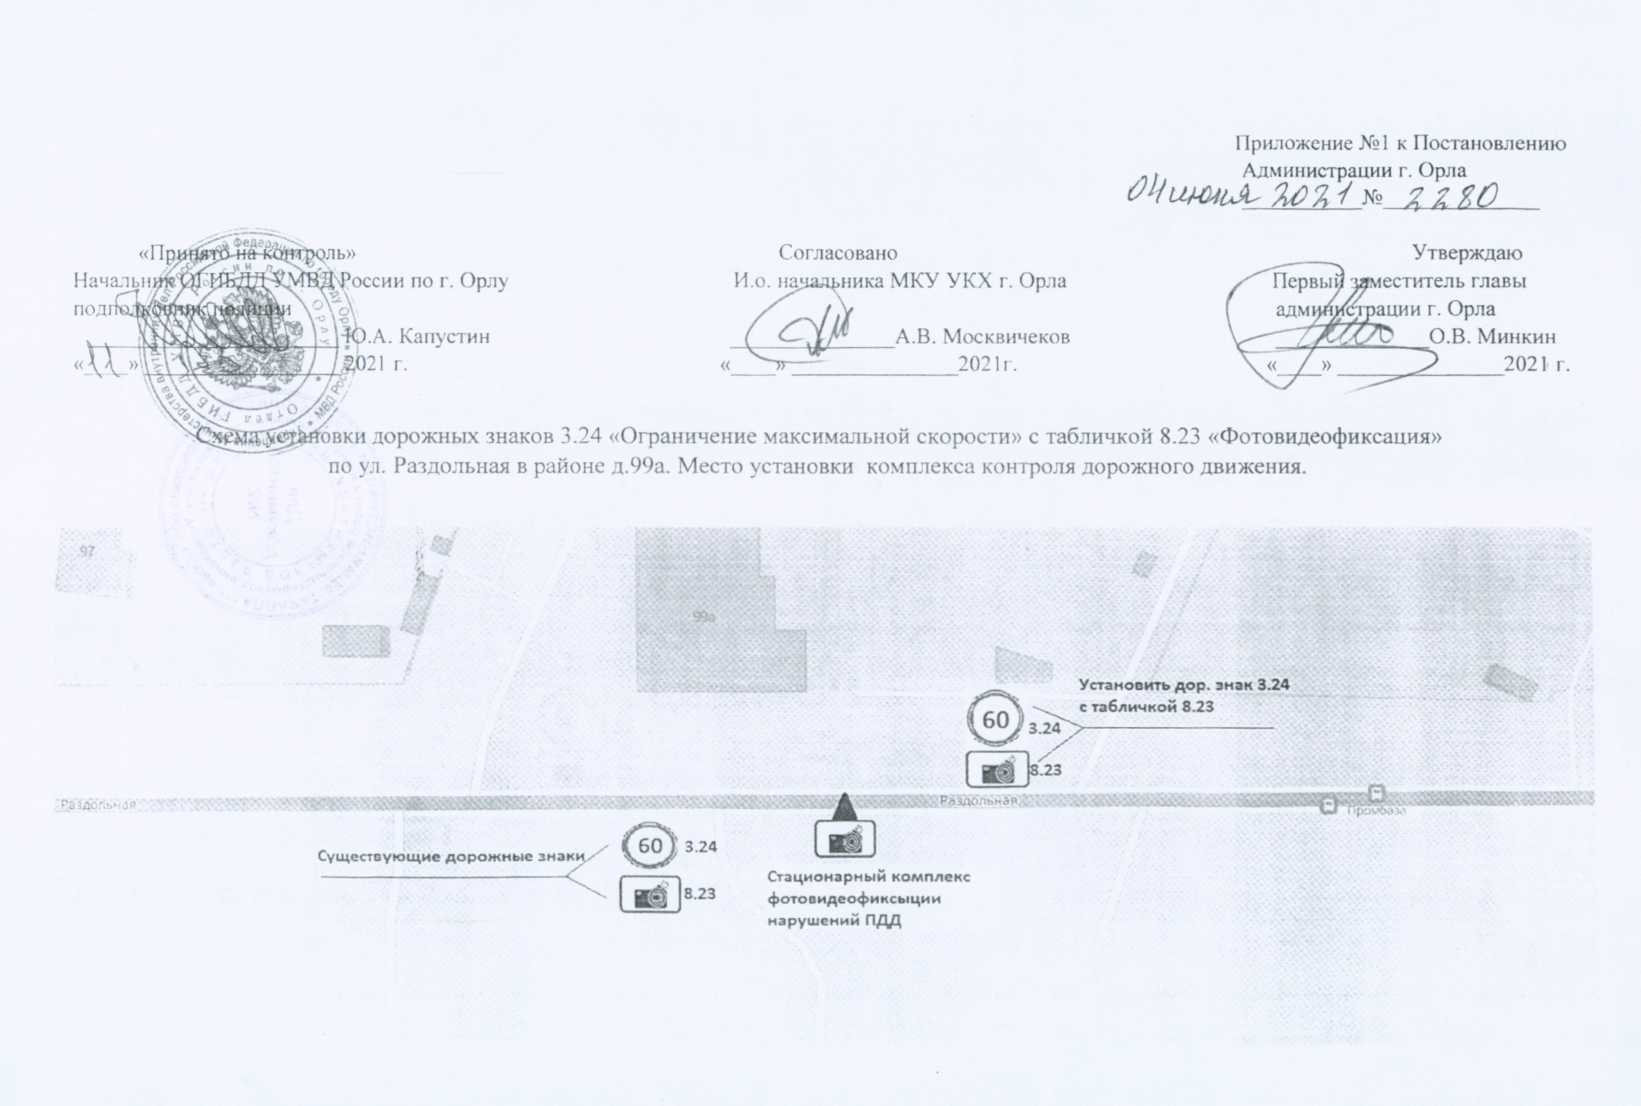 Приложение №1 к Постановлению
Администрации г. Орла
04 июня 2021 № 2280
«Принято на контроль»
Начальник ОГИБДД УМВД России по г. Орлу
подполковник полиции
Ю.А. Капустин
«11» 2021 г.
Согласовано
И.о. начальника МКУ УКХ г. Орла
А.В. Москвичеков
«____» _______________2021г.
Утверждаю
Первый заместитель главы
администрации г. Орла
О.В. Минкин
«____» _______________2021 г.
Схема установки дорожных знаков 3.24 «Ограничение максимальной скорости» с табличкой 8.23 «Фотовидеофиксация»
по ул. Раздольная в районе д.99а. Место установки комплекса контроля дорожного движения.
97
99а
Установить дор. знак 3.24
с табличкой 8.23
60 3.24
8.23
Раздольная
Раздольная
Промбаза
Существующие дорожные знаки
60 3.24
8.23
Стационарный комплекс
фотовидеофиксыции
нарушений ПДД